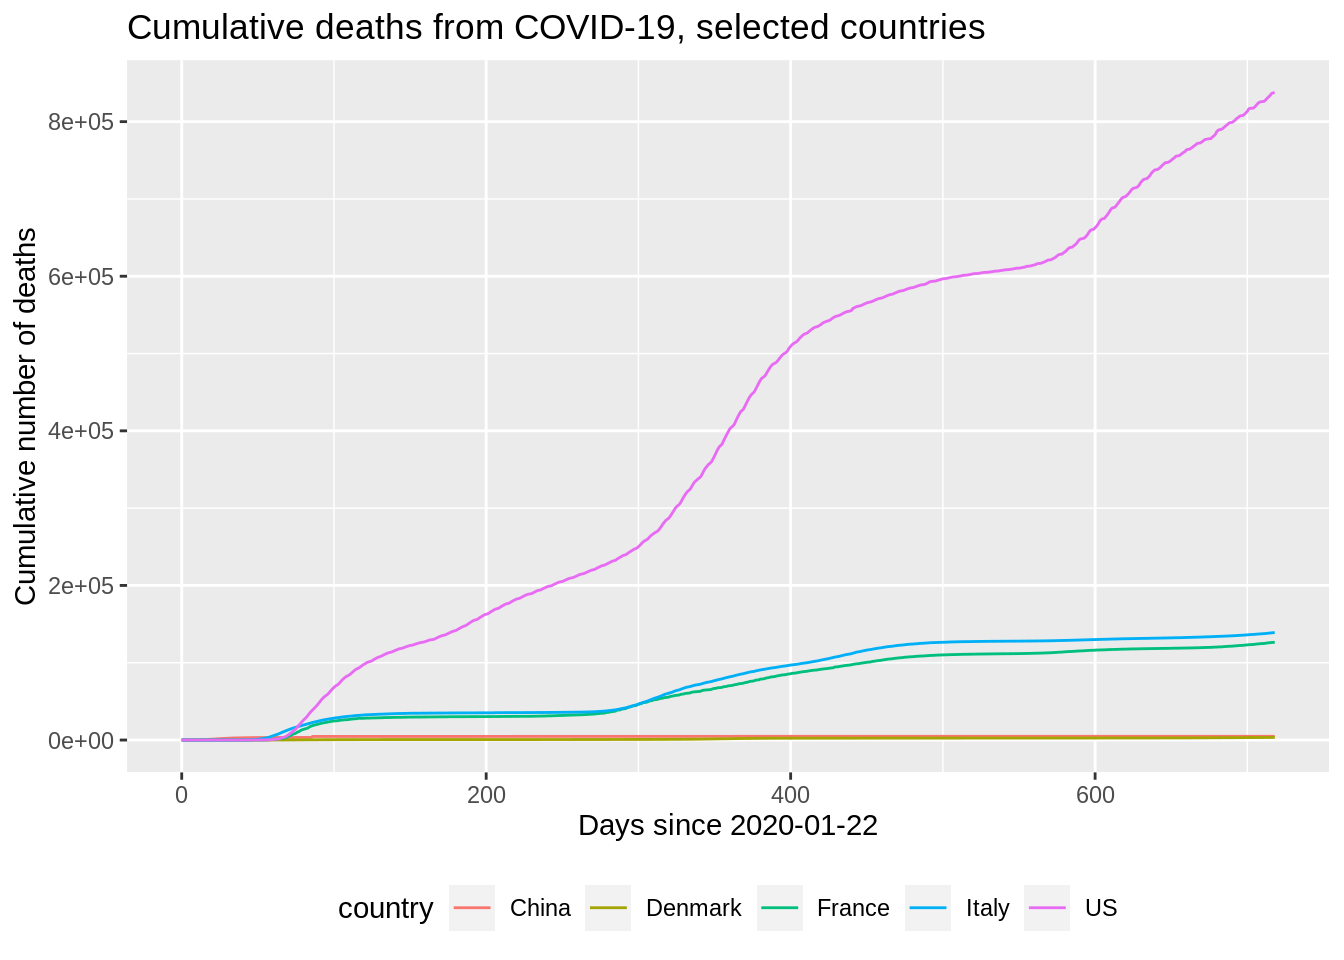 Cumulative deaths from COVID-19, selected countries
Cumulative number of deaths
8e+05
6e+05
4e+05
2e+05
0e+00
0 200 400 600
Days since 2020-01-22
country China Denmark France Italy US